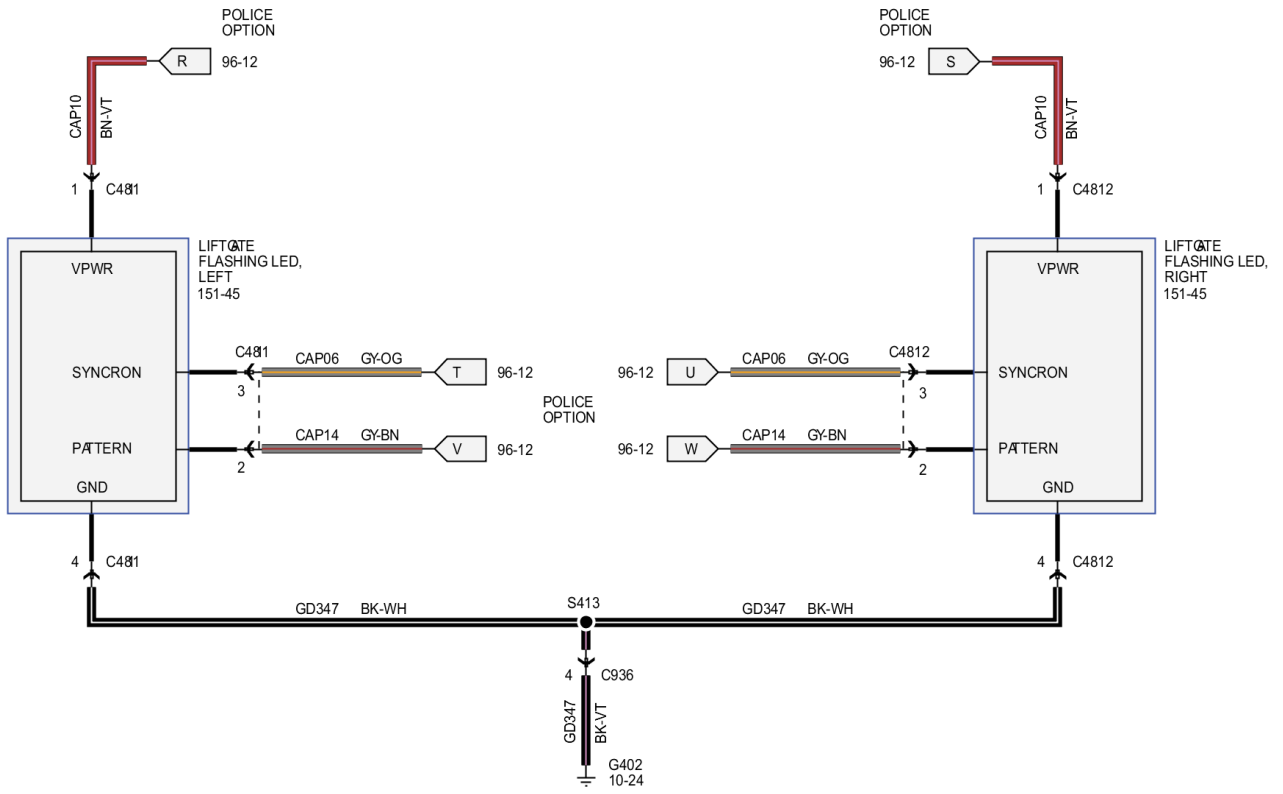 POLICE
OPTION
R
96-12
CAP10
BN-VT
1
C4811
LIFTGATE
FLASHING LED,
LEFT
151-45
VPWR
SYNCRON
PATTERN
GND
C4811
3
CAP06
GY-OG
T
96-12
2
CAP14
GY-BN
V
96-12
4
C4811
POLICE
OPTION
POLICE
OPTION
96-12
S
CAP10
BN-VT
1
C4812
LIFTGATE
FLASHING LED,
RIGHT
151-45
VPWR
SYNCRON
PATTERN
GND
96-12
U
CAP06
GY-OG
C4812
3
96-12
W
CAP14
GY-BN
2
4
C4812
GD347
BK-WH
S413
GD347
BK-WH
4
C936
GD347
BK-VT
G402
10-24